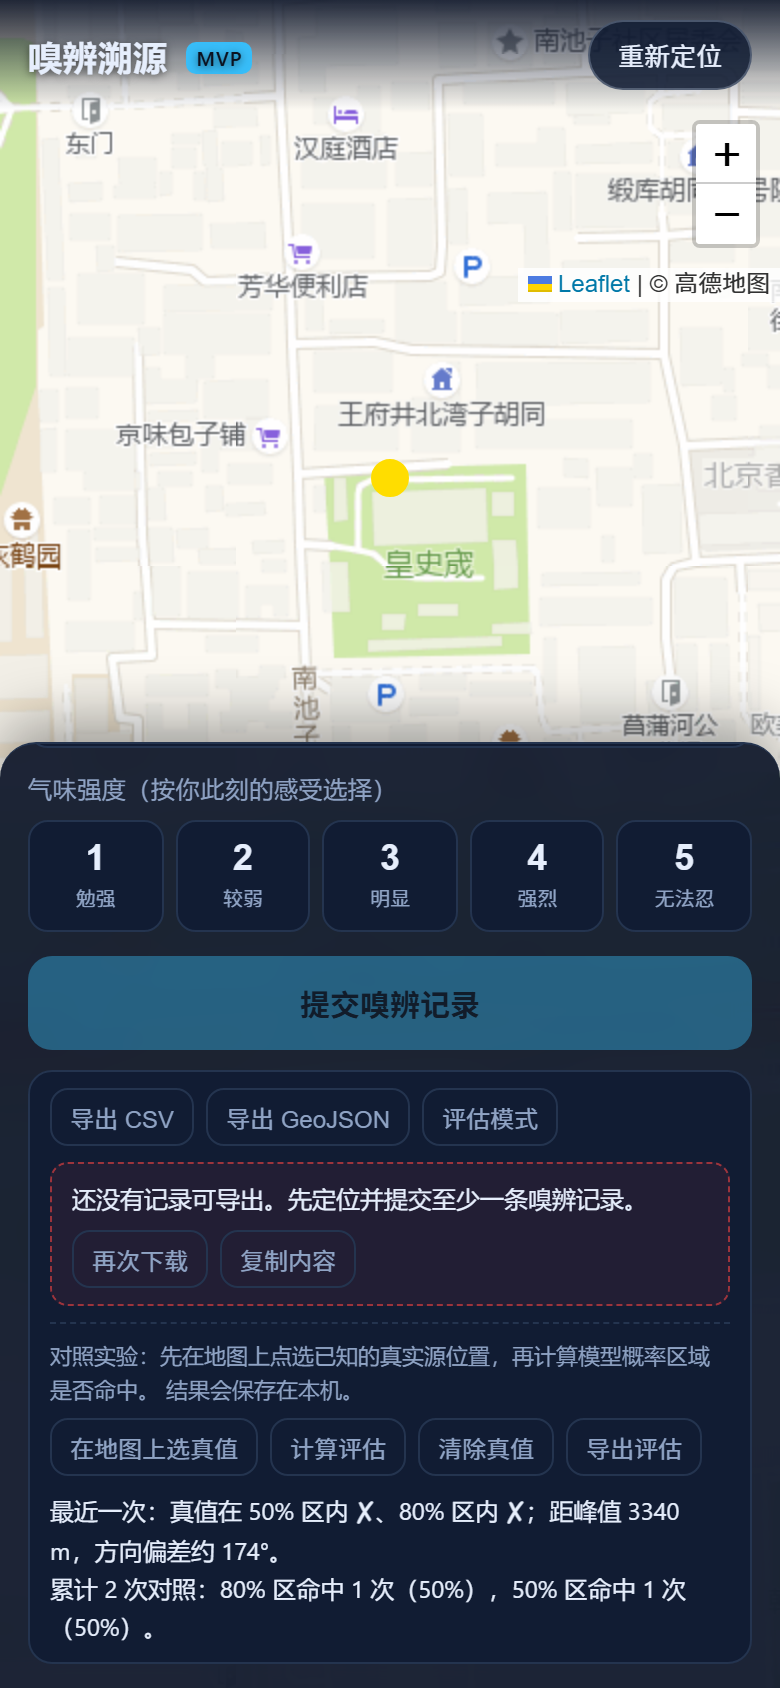 嗅辨溯源 MVP
南池子
重新定位
东门
汉庭酒店
+
缎库胡同
号院
−
芳华便利店
P
Leaflet | © 高德地图
王府井北湾子胡同
京味包子铺
北京香
鹤园
皇史宬
南池子
P
菖蒲河公
欧
气味强度（按你此刻的感受选择）
1 2 3 4 5
勉强 较弱 明显 强烈 无法忍
提交嗅辨记录
导出 CSV 导出 GeoJSON 评估模式
还没有记录可导出。先定位并提交至少一条嗅辨记录。
再次下载 复制内容
对照实验：先在地图上点选已知的真实源位置，再计算模型概率区域
是否命中。 结果会保存在本机。
在地图上选真值 计算评估 清除真值 导出评估
最近一次：真值在 50% 区内 ✗、80% 区内 ✗；距峰值 3340
m，方向偏差约 174°。
累计 2 次对照：80% 区命中 1 次（50%），50% 区命中 1 次
（50%）。